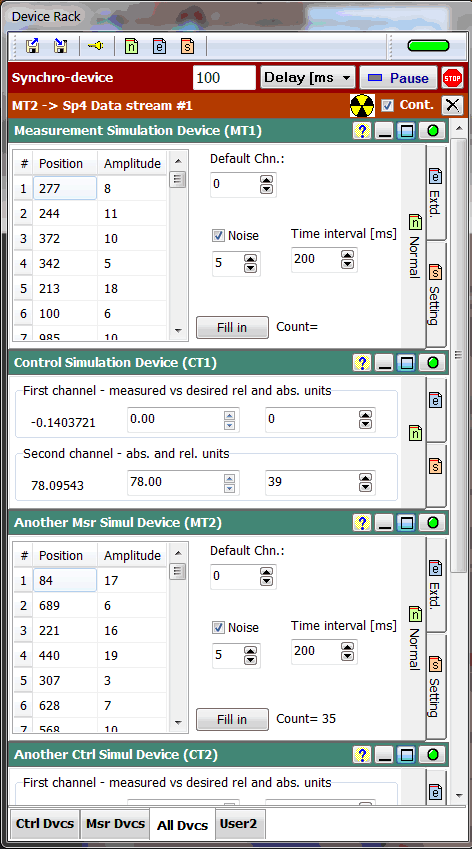 Device Rack
n e s
Synchro-device 100 Delay [ms Pause STOP
MT2 -> Sp4 Data stream #1 Cont.
Measurement Simulation Device (MT1) ?
# Position Amplitude
1 277 8
2 244 11
3 372 10
4 342 5
5 213 18
6 100 6
7 985 10
Default Chn.:
0
Noise Time interval [ms]
5 200
Fill in Count=
n Normal
e Extd.
s Setting
Control Simulation Device (CT1) ?
First channel - measured vs desired rel and abs. units
-0.1403721 0.00 0
Second channel - abs. and rel. units
78.09543 78.00 39
n
e
s
Another Msr Simul Device (MT2) ?
# Position Amplitude
1 84 17
2 689 6
3 221 16
4 440 19
5 307 3
6 628 7
7 568 10
Default Chn.:
0
Noise Time interval [ms]
5 200
Fill in Count= 35
n Normal
e Extd.
s Setting
Another Ctrl Simul Device (CT2) ?
First channel - measured vs desired rel and abs. units
e
Ctrl Dvcs Msr Dvcs All Dvcs User2